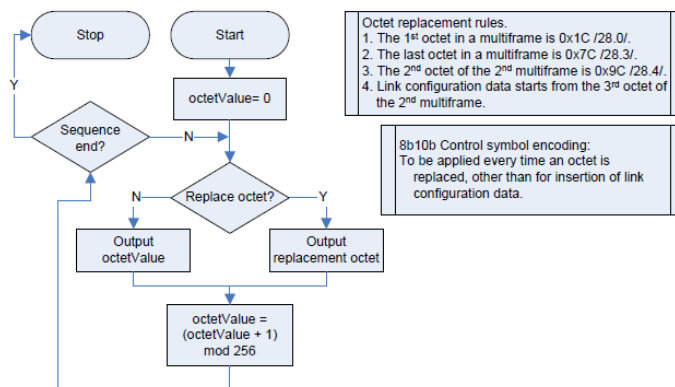 Stop
Start
Octet replacement rules.
1. The 1st octet in a multiframe is 0x1C /28.0/.
2. The last octet in a multiframe is 0x7C /28.3/.
3. The 2nd octet of the 2nd multiframe is 0x9C /28.4/.
4. Link configuration data starts from the 3rd octet of
the 2nd multiframe.
Y
octetValue= 0
Sequence
end?
N
8b10b Control symbol encoding:
To be applied every time an octet is
replaced, other than for insertion of link
configuration data.
N
Replace octet?
Y
Output
octetValue
Output
replacement octet
octetValue =
(octetValue + 1)
mod 256